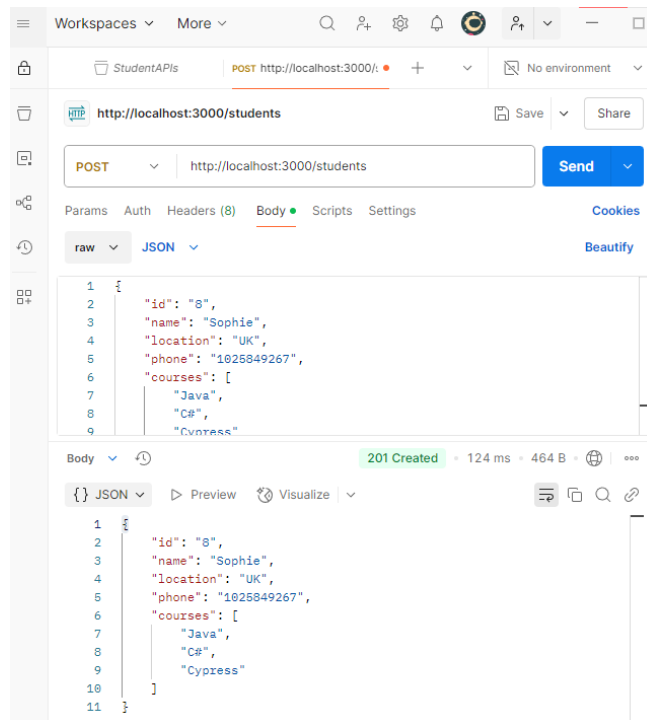 Workspaces More
StudentAPIs POST http://localhost:3000/s No environment
HTTP http://localhost:3000/students Save Share
POST http://localhost:3000/students Send
Params Auth Headers (8) Body Scripts Settings Cookies
raw JSON Beautify
1 {
2 "id": "8",
3 "name": "Sophie",
4 "location": "UK",
5 "phone": "1025849267",
6 "courses": [
7 "Java",
8 "C#",
9 "Cypress"
Body 201 Created 124 ms 464 B
{} JSON Preview Visualize
1 {
2 "id": "8",
3 "name": "Sophie",
4 "location": "UK",
5 "phone": "1025849267",
6 "courses": [
7 "Java",
8 "C#",
9 "Cypress"
10 ]
11 }